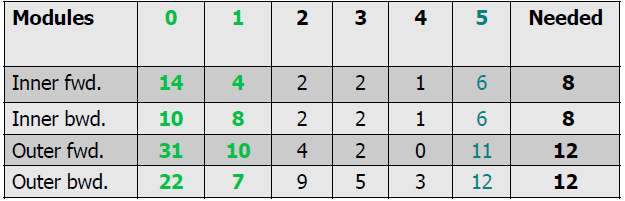 Modules 0 1 2 3 4 5 Needed
Inner fwd. 14 4 2 2 1 6 8
Inner bwd. 10 8 2 2 1 6 8
Outer fwd. 31 10 4 2 0 11 12
Outer bwd. 22 7 9 5 3 12 12